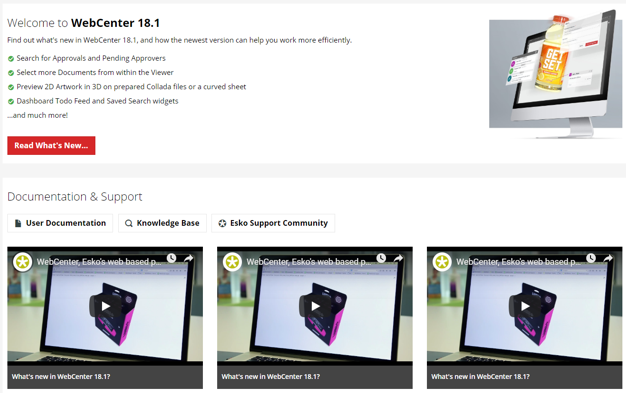 Welcome to WebCenter 18.1
Find out what's new in WebCenter 18.1, and how the newest version can help you work more efficiently.
Search for Approvals and Pending Approvers
Select more Documents from within the Viewer
Preview 2D Artwork in 3D on prepared Collada files or a curved sheet
Dashboard Todo Feed and Saved Search widgets
...and much more!
Read What's New...
GET
SET
Documentation & Support
User Documentation
Knowledge Base
Esko Support Community
WebCenter, Esko's web based p...
WebCenter, Esko's web based p...
WebCenter, Esko's web based p...
What's new in WebCenter 18.1?
What's new in WebCenter 18.1?
What's new in WebCenter 18.1?